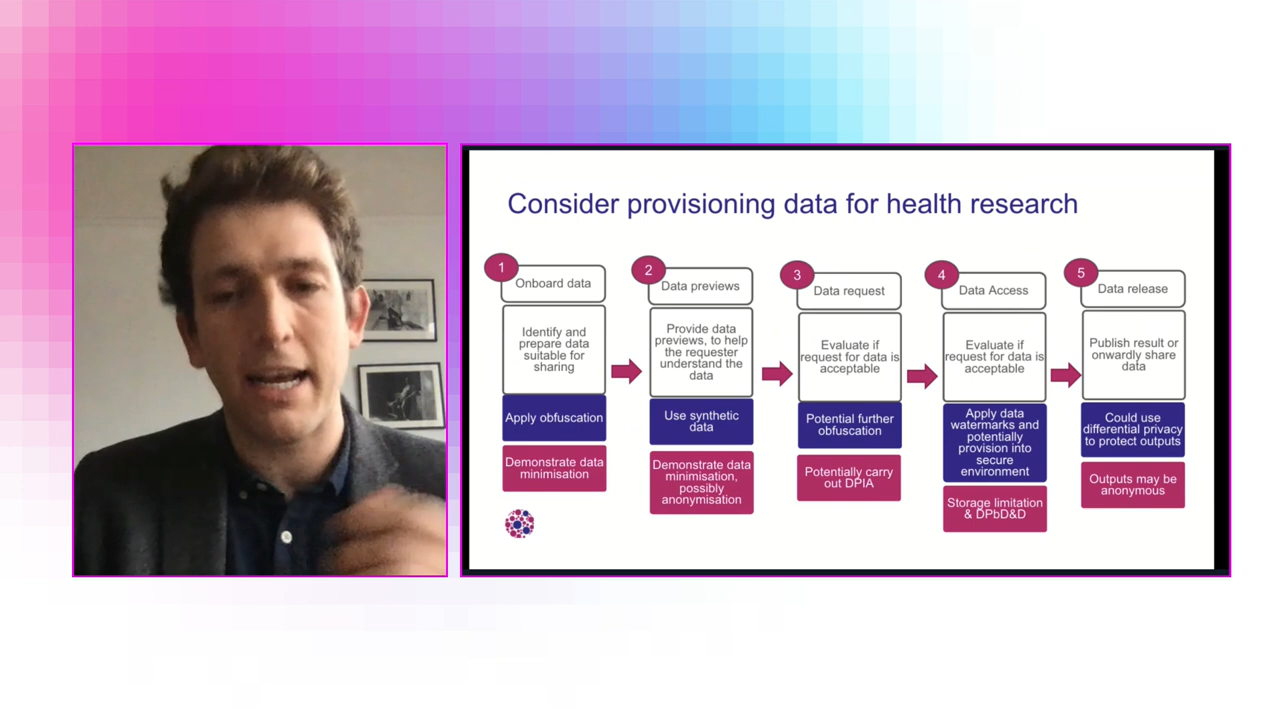 Consider provisioning data for health research
1
Onboard data
Identify and
prepare data
suitable for
sharing
Apply obfuscation
Demonstrate data
minimisation
2
Data previews
Provide data
previews, to help
the requester
understand the
data
Use synthetic
data
Demonstrate data
minimisation,
possibly
anonymisation
3
Data request
Evaluate if
request for data is
acceptable
Potential further
obfuscation
Potentially carry
out DPIA
4
Data Access
Evaluate if
request for data is
acceptable
Apply data
watermarks and
potentially
provision into
secure
environment
Storage limitation
& DPbD&D
5
Data release
Publish result or
onwardly share
data
Could use
differential privacy
to protect outputs
Outputs may be
anonymous